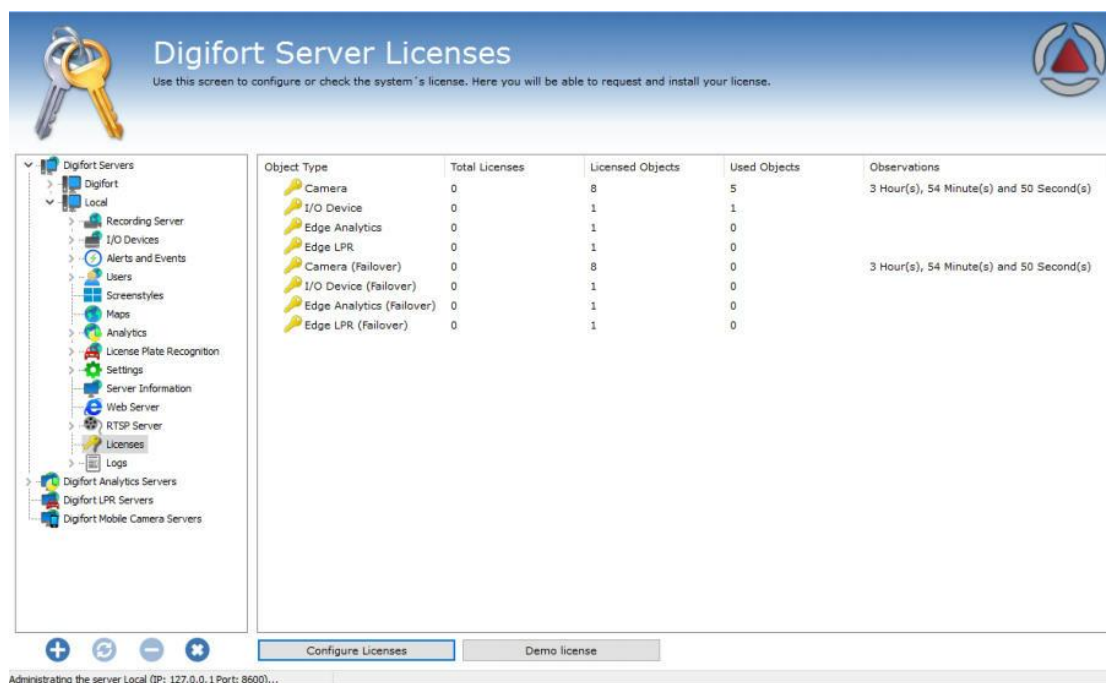 Digifort Server Licenses
Use this screen to configure or check the system´s license. Here you will be able to request and install your license.
Digifort Servers
Digifort
Local
Recording Server
I/O Devices
Alerts and Events
Users
Screenstyles
Maps
Analytics
License Plate Recognition
Settings
Server Information
Web Server
RTSP Server
Licenses
Logs
Digifort Analytics Servers
Digifort LPR Servers
Digifort Mobile Camera Servers
Object Type Total Licenses Licensed Objects Used Objects Observations
Camera 0 8 5 3 Hour(s), 54 Minute(s) and 50 Second(s)
I/O Device 0 1 1
Edge Analytics 0 1 0
Edge LPR 0 1 0
Camera (Failover) 0 8 0 3 Hour(s), 54 Minute(s) and 50 Second(s)
I/O Device (Failover) 0 1 0
Edge Analytics (Failover) 0 1 0
Edge LPR (Failover) 0 1 0
Configure Licenses Demo license
Administrating the server Local (IP: 127.0.0.1 Port: 8600)...